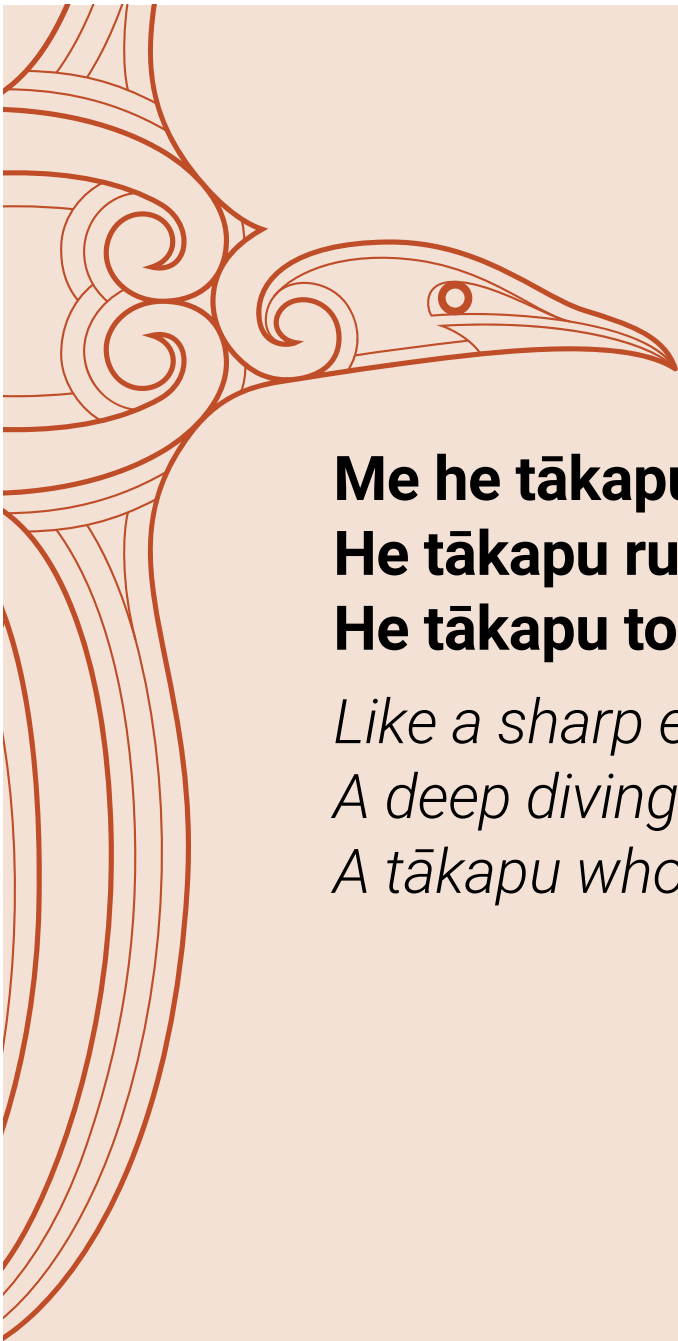 Me he tākapu
He tākapu ru
He tākapu to
Like a sharp e
A deep diving
A tākapu who